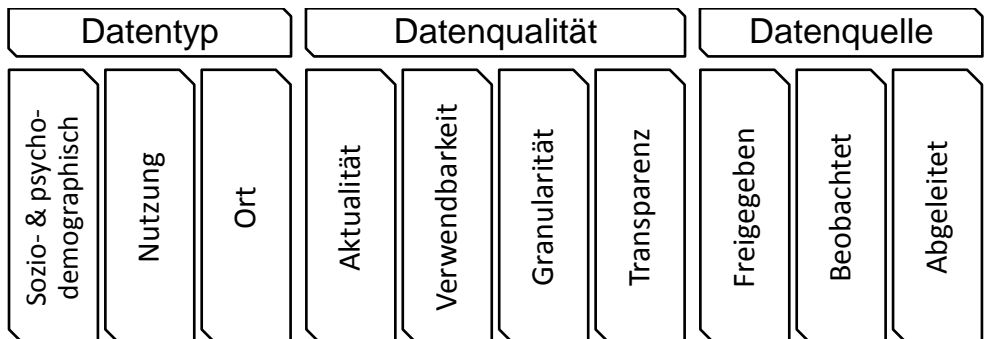 Datentyp
Datenqualität
Datenquelle
Sozio- & psycho-
demographisch
Nutzung
Ort
Aktualität
Verwendbarkeit
Granularität
Transparenz
Freigegeben
Beobachtet
Abgeleitet